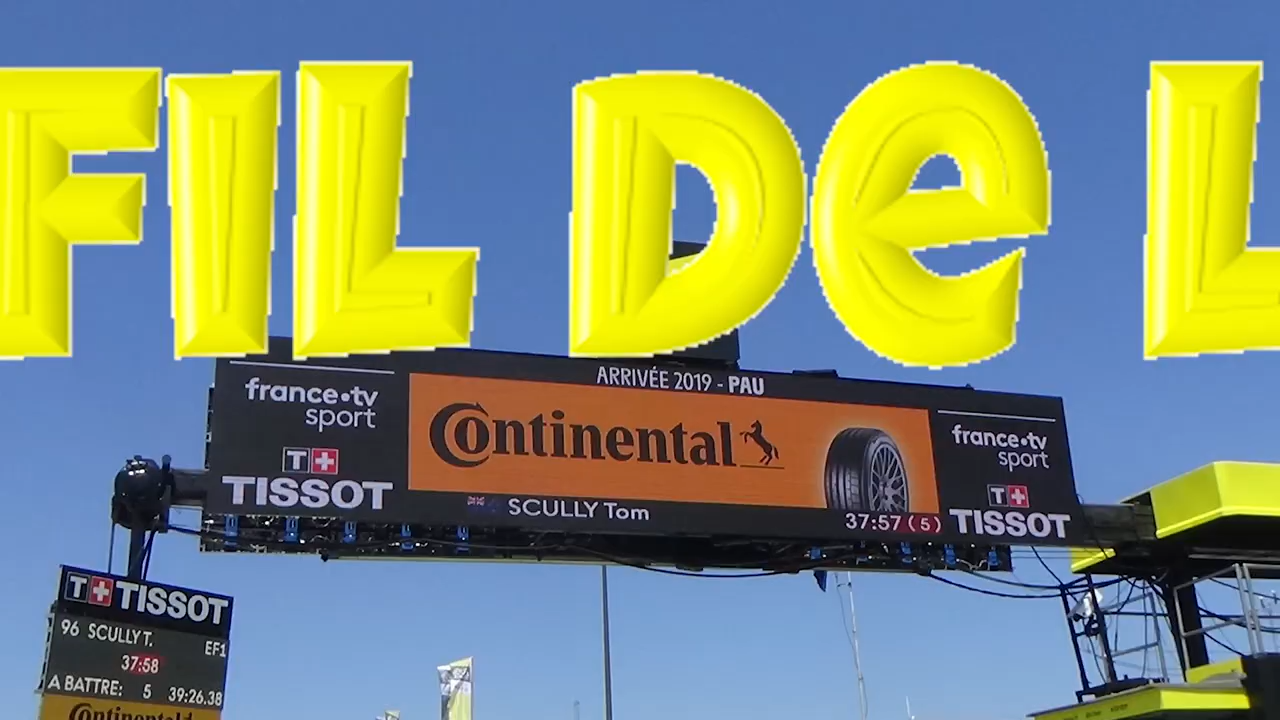 FIL De L
ARRIVÉE 2019 - PAU
france•tv
sport
T+
TISSOT
Continental
SCULLY Tom
37:57 (5)
france•tv
sport
T+
TISSOT
T+ TISSOT
96 SCULLY T.
EF1
37:58
A BATTRE: 5 39:26.38
Continental